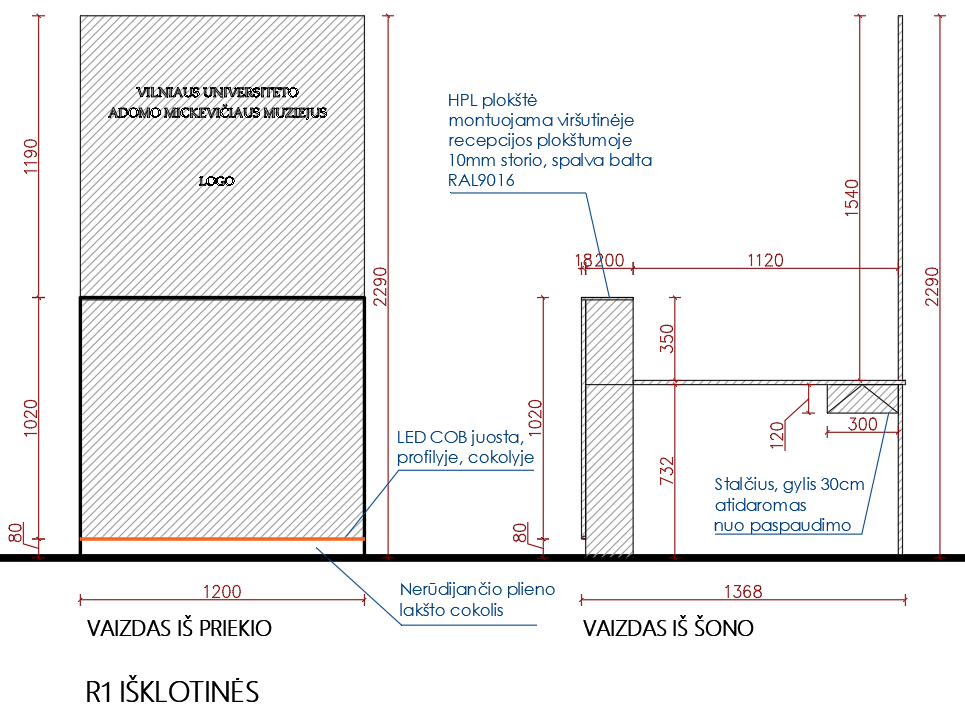 VILNIAUS UNIVERSITETO
ADOMO MICKEVIČIAUS MUZIEJUS
LOGO
1190
2290
1020
80
1200
VAIZDAS IŠ PRIEKIO
HPL plokštė
montuojama viršutinėje
recepcijos plokštumoje
10mm storio, spalva balta
RAL9016
18 200
1120
1540
2290
350
1020
732
120
300
80
LED COB juosta,
profilyje, cokolyje
Stalčius, gylis 30cm
atidaromas
nuo paspaudimo
Nerūdijančio plieno
lakšto cokolis
1368
VAIZDAS IŠ ŠONO
R1 IŠKLOTINĖS